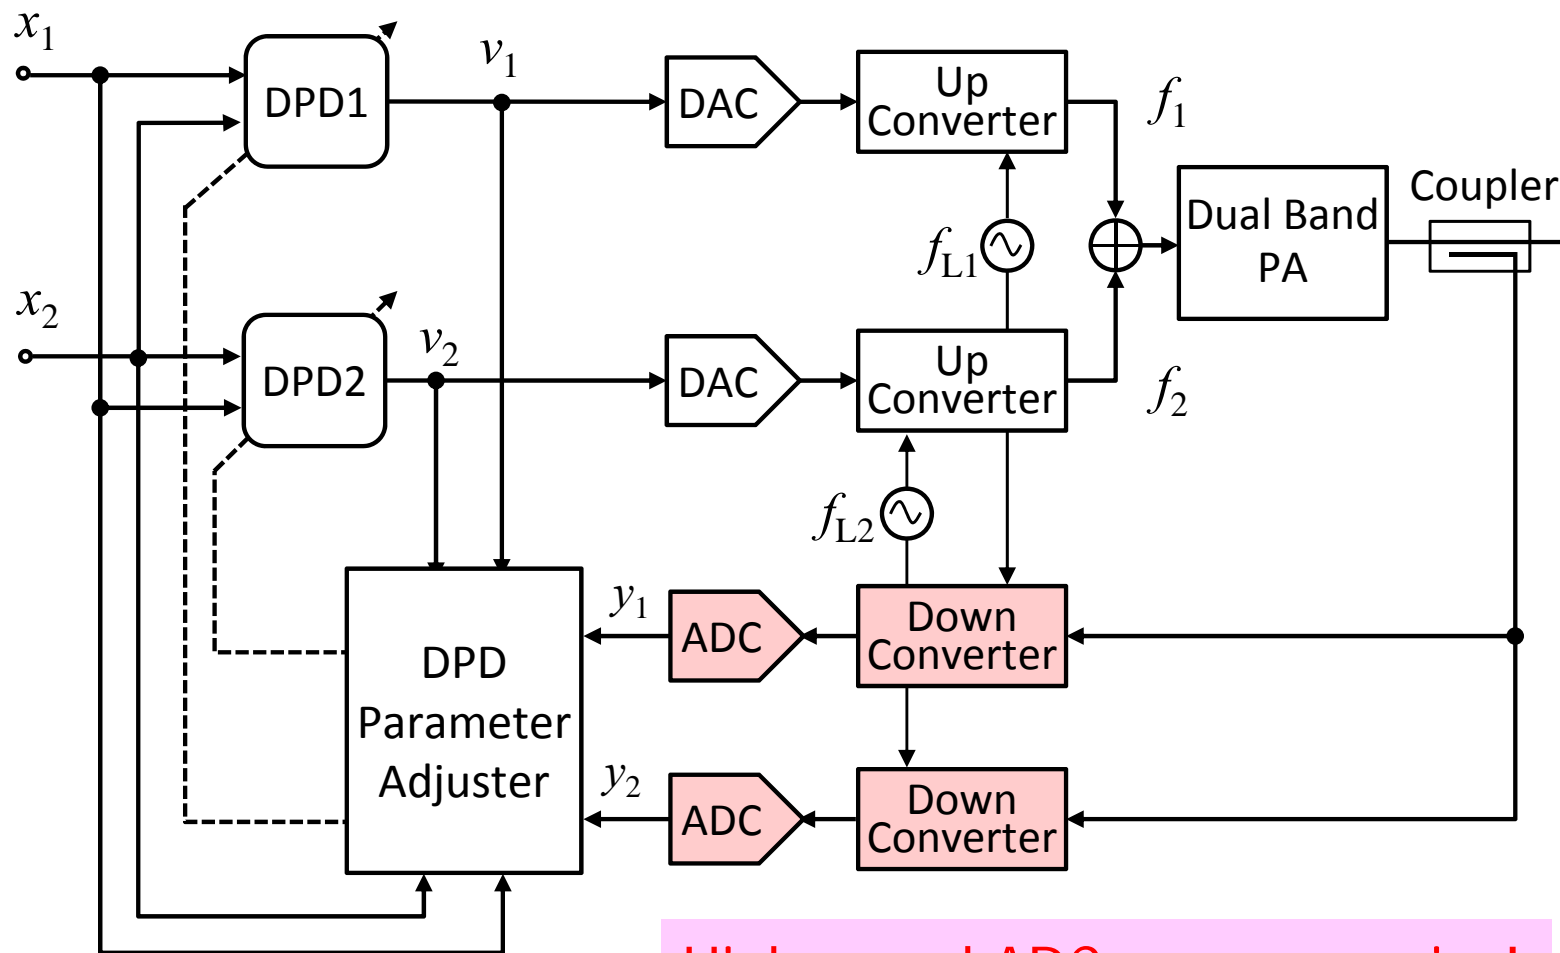 x1
v1
DPD1
DAC
Up
Converter
f1
Coupler
Dual Band
PA
fL1
x2
v2
DPD2
DAC
Up
Converter
f2
fL2
y1
ADC
Down
Converter
DPD
Parameter
Adjuster
y2
ADC
Down
Converter